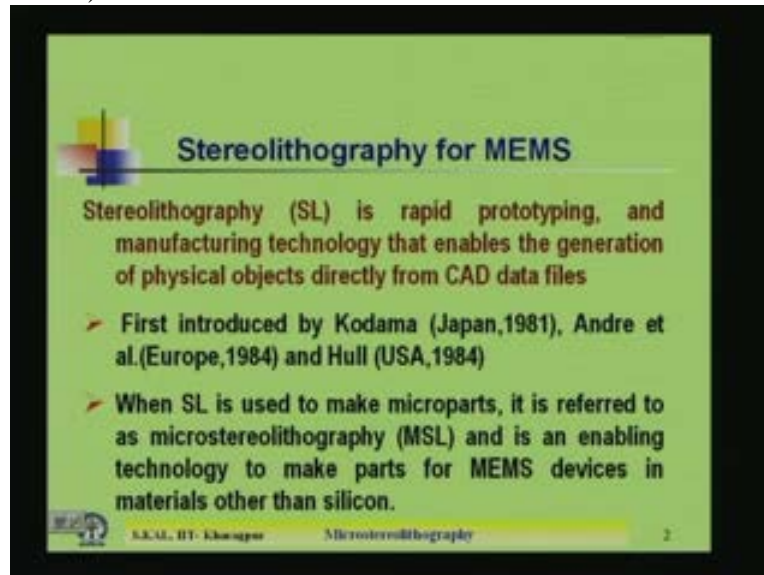 Stereolithography for MEMS
Stereolithography (SL) is rapid prototyping, and
manufacturing technology that enables the generation
of physical objects directly from CAD data files
First introduced by Kodama (Japan,1981), Andre et
al.(Europe,1984) and Hull (USA,1984)
When SL is used to make microparts, it is referred to
as microstereolithography (MSL) and is an enabling
technology to make parts for MEMS devices in
materials other than silicon.
S.KAL, IIT- Kharagpur Microstereolithography 2